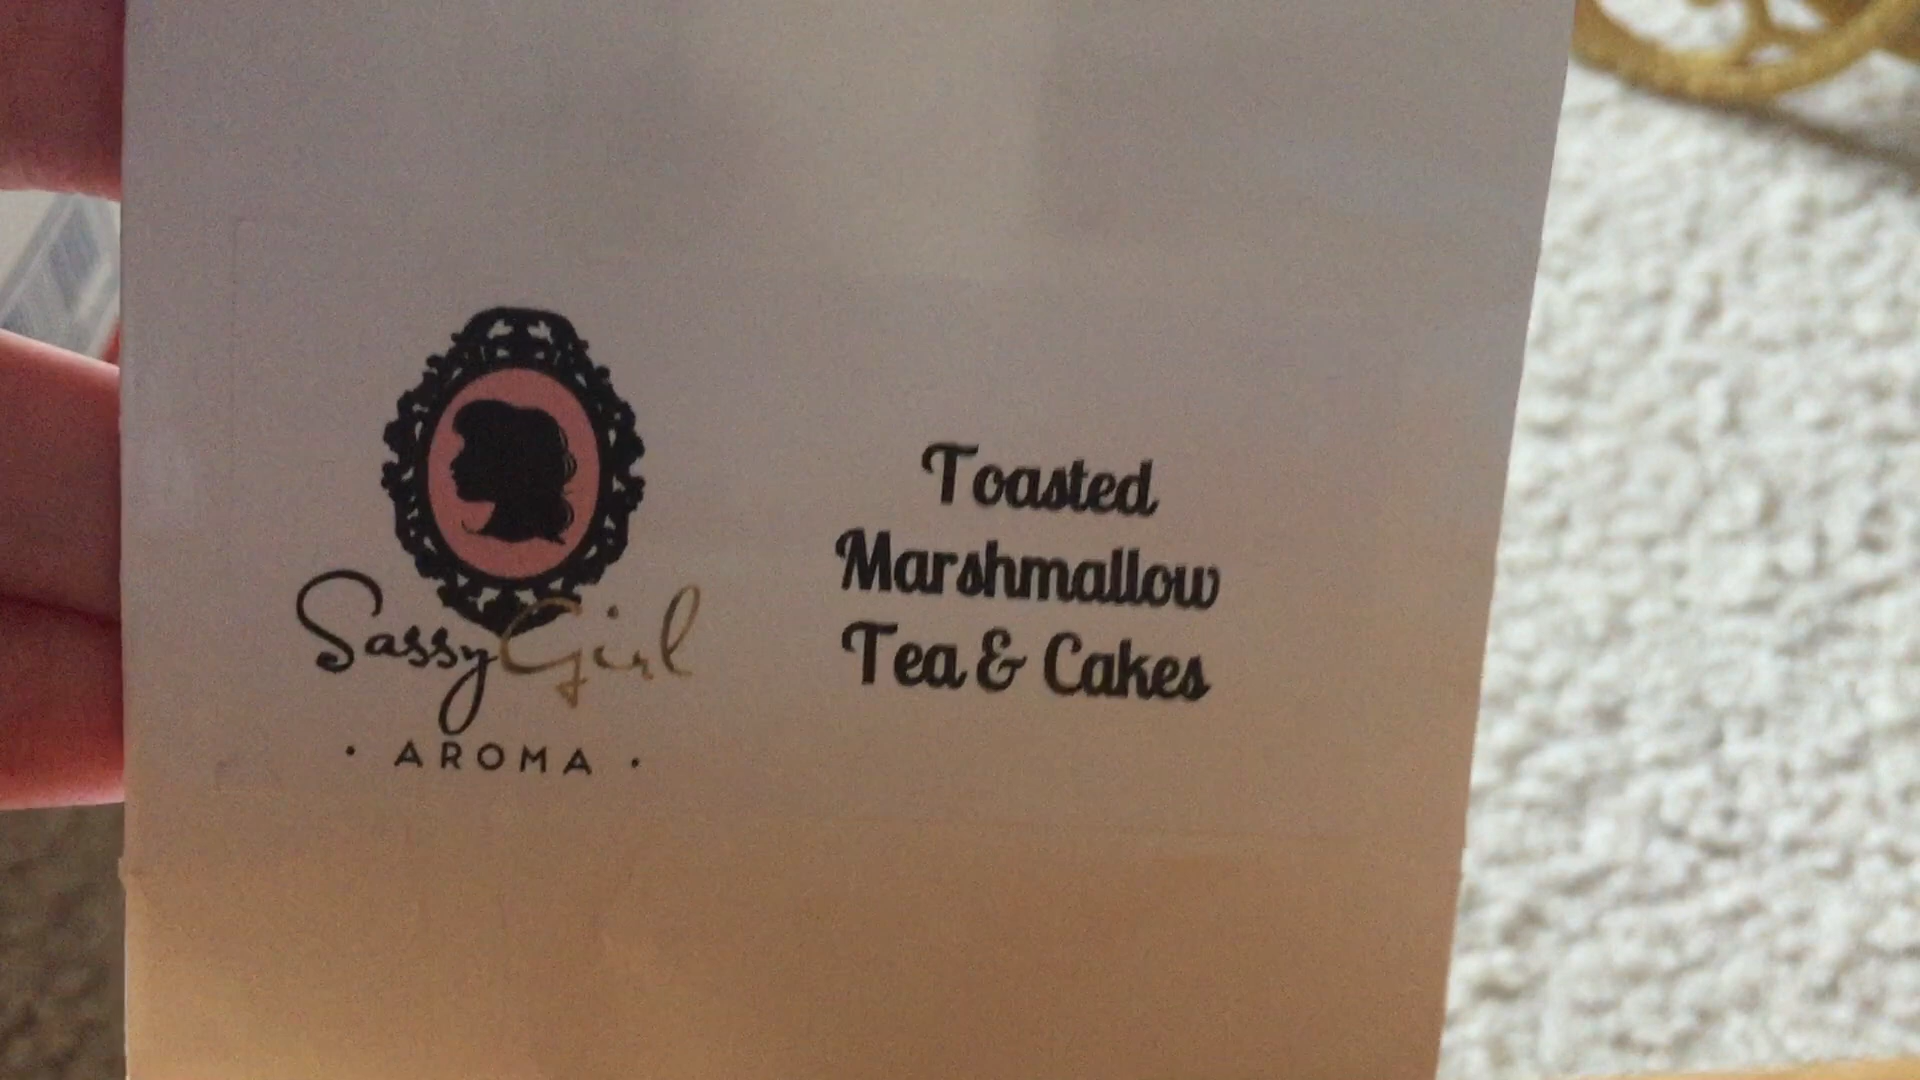 Sassy Girl
· AROMA ·
Toasted
Marshmallow
Tea & Cakes